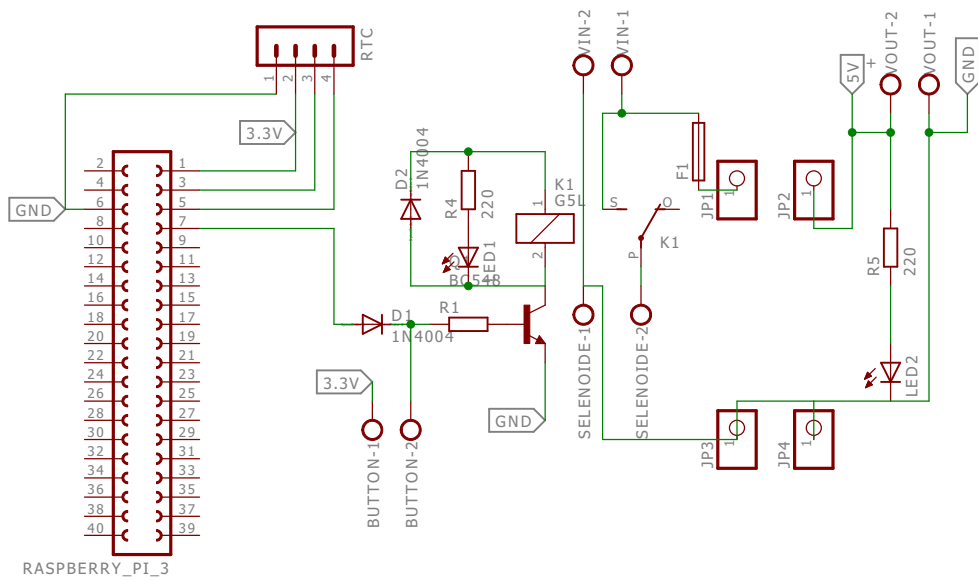 RTC
1
2
3
4
3.3V
GND
2
4
6
8
10
12
14
16
18
20
22
24
26
28
30
32
34
36
38
40
1
3
5
7
9
11
13
15
17
19
21
23
25
27
29
31
33
35
37
39
RASPBERRY_PI_3
D2
1N4004
R4
220
LED1
K1
G5L
1
2
Q1
BC548
D1
1N4004
R1
3.3V
BUTTON-1
BUTTON-2
GND
VIN-2
VIN-1
S
O
P
K1
F1
SELENOIDE-1
SELENOIDE-2
JP1
1
JP2
1
JP3
1
JP4
1
5V
+
VOUT-2
VOUT-1
GND
R5
220
LED2